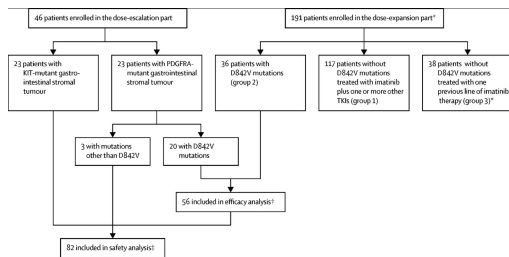 46 patients enrolled in the dose-escalation part
191 patients enrolled in the dose-expansion part*
23 patients with
KIT-mutant gastro-
intestinal stromal
tumour
23 patients with PDGFRA-
mutant gastrointestinal
stromal tumour
36 patients with
D842V mutations
(group 2)
117 patients without
D842V mutations
treated with imatinib
plus one or more other
TKIs (group 1)
38 patients without
D842V mutations
treated with one
previous line of imatinib
therapy (group 3)*
3 with mutations
other than D842V
20 with D842V
mutations
56 included in efficacy analysis†
82 included in safety analysis‡